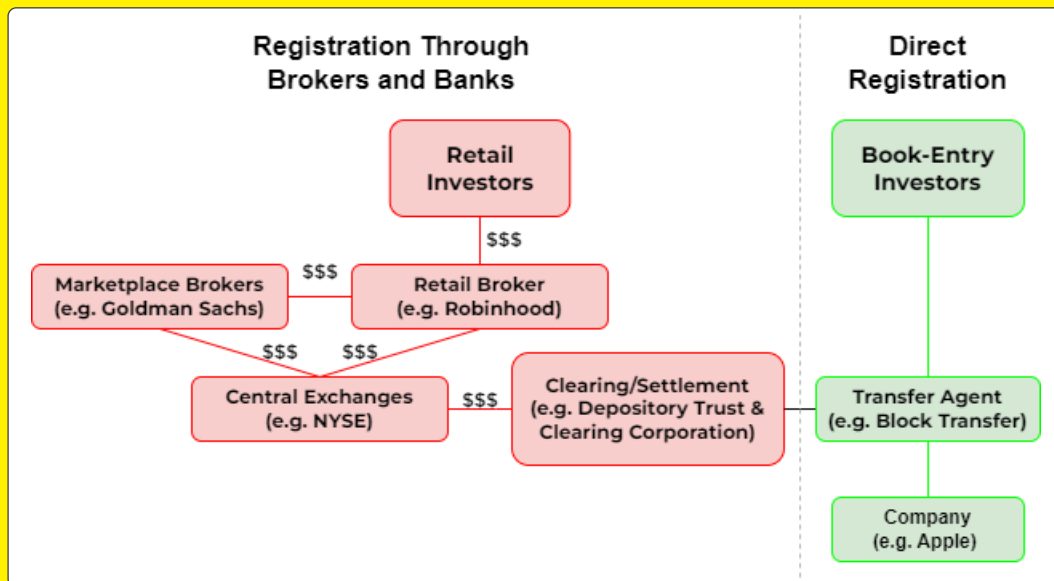 Registration Through
Brokers and Banks
Direct
Registration
Retail
Investors
Book-Entry
Investors
$$$
Marketplace Brokers
(e.g. Goldman Sachs)
$$$
Retail Broker
(e.g. Robinhood)
$$$
$$$
Central Exchanges
(e.g. NYSE)
$$$
Clearing/Settlement
(e.g. Depository Trust &
Clearing Corporation)
Transfer Agent
(e.g. Block Transfer)
Company
(e.g. Apple)